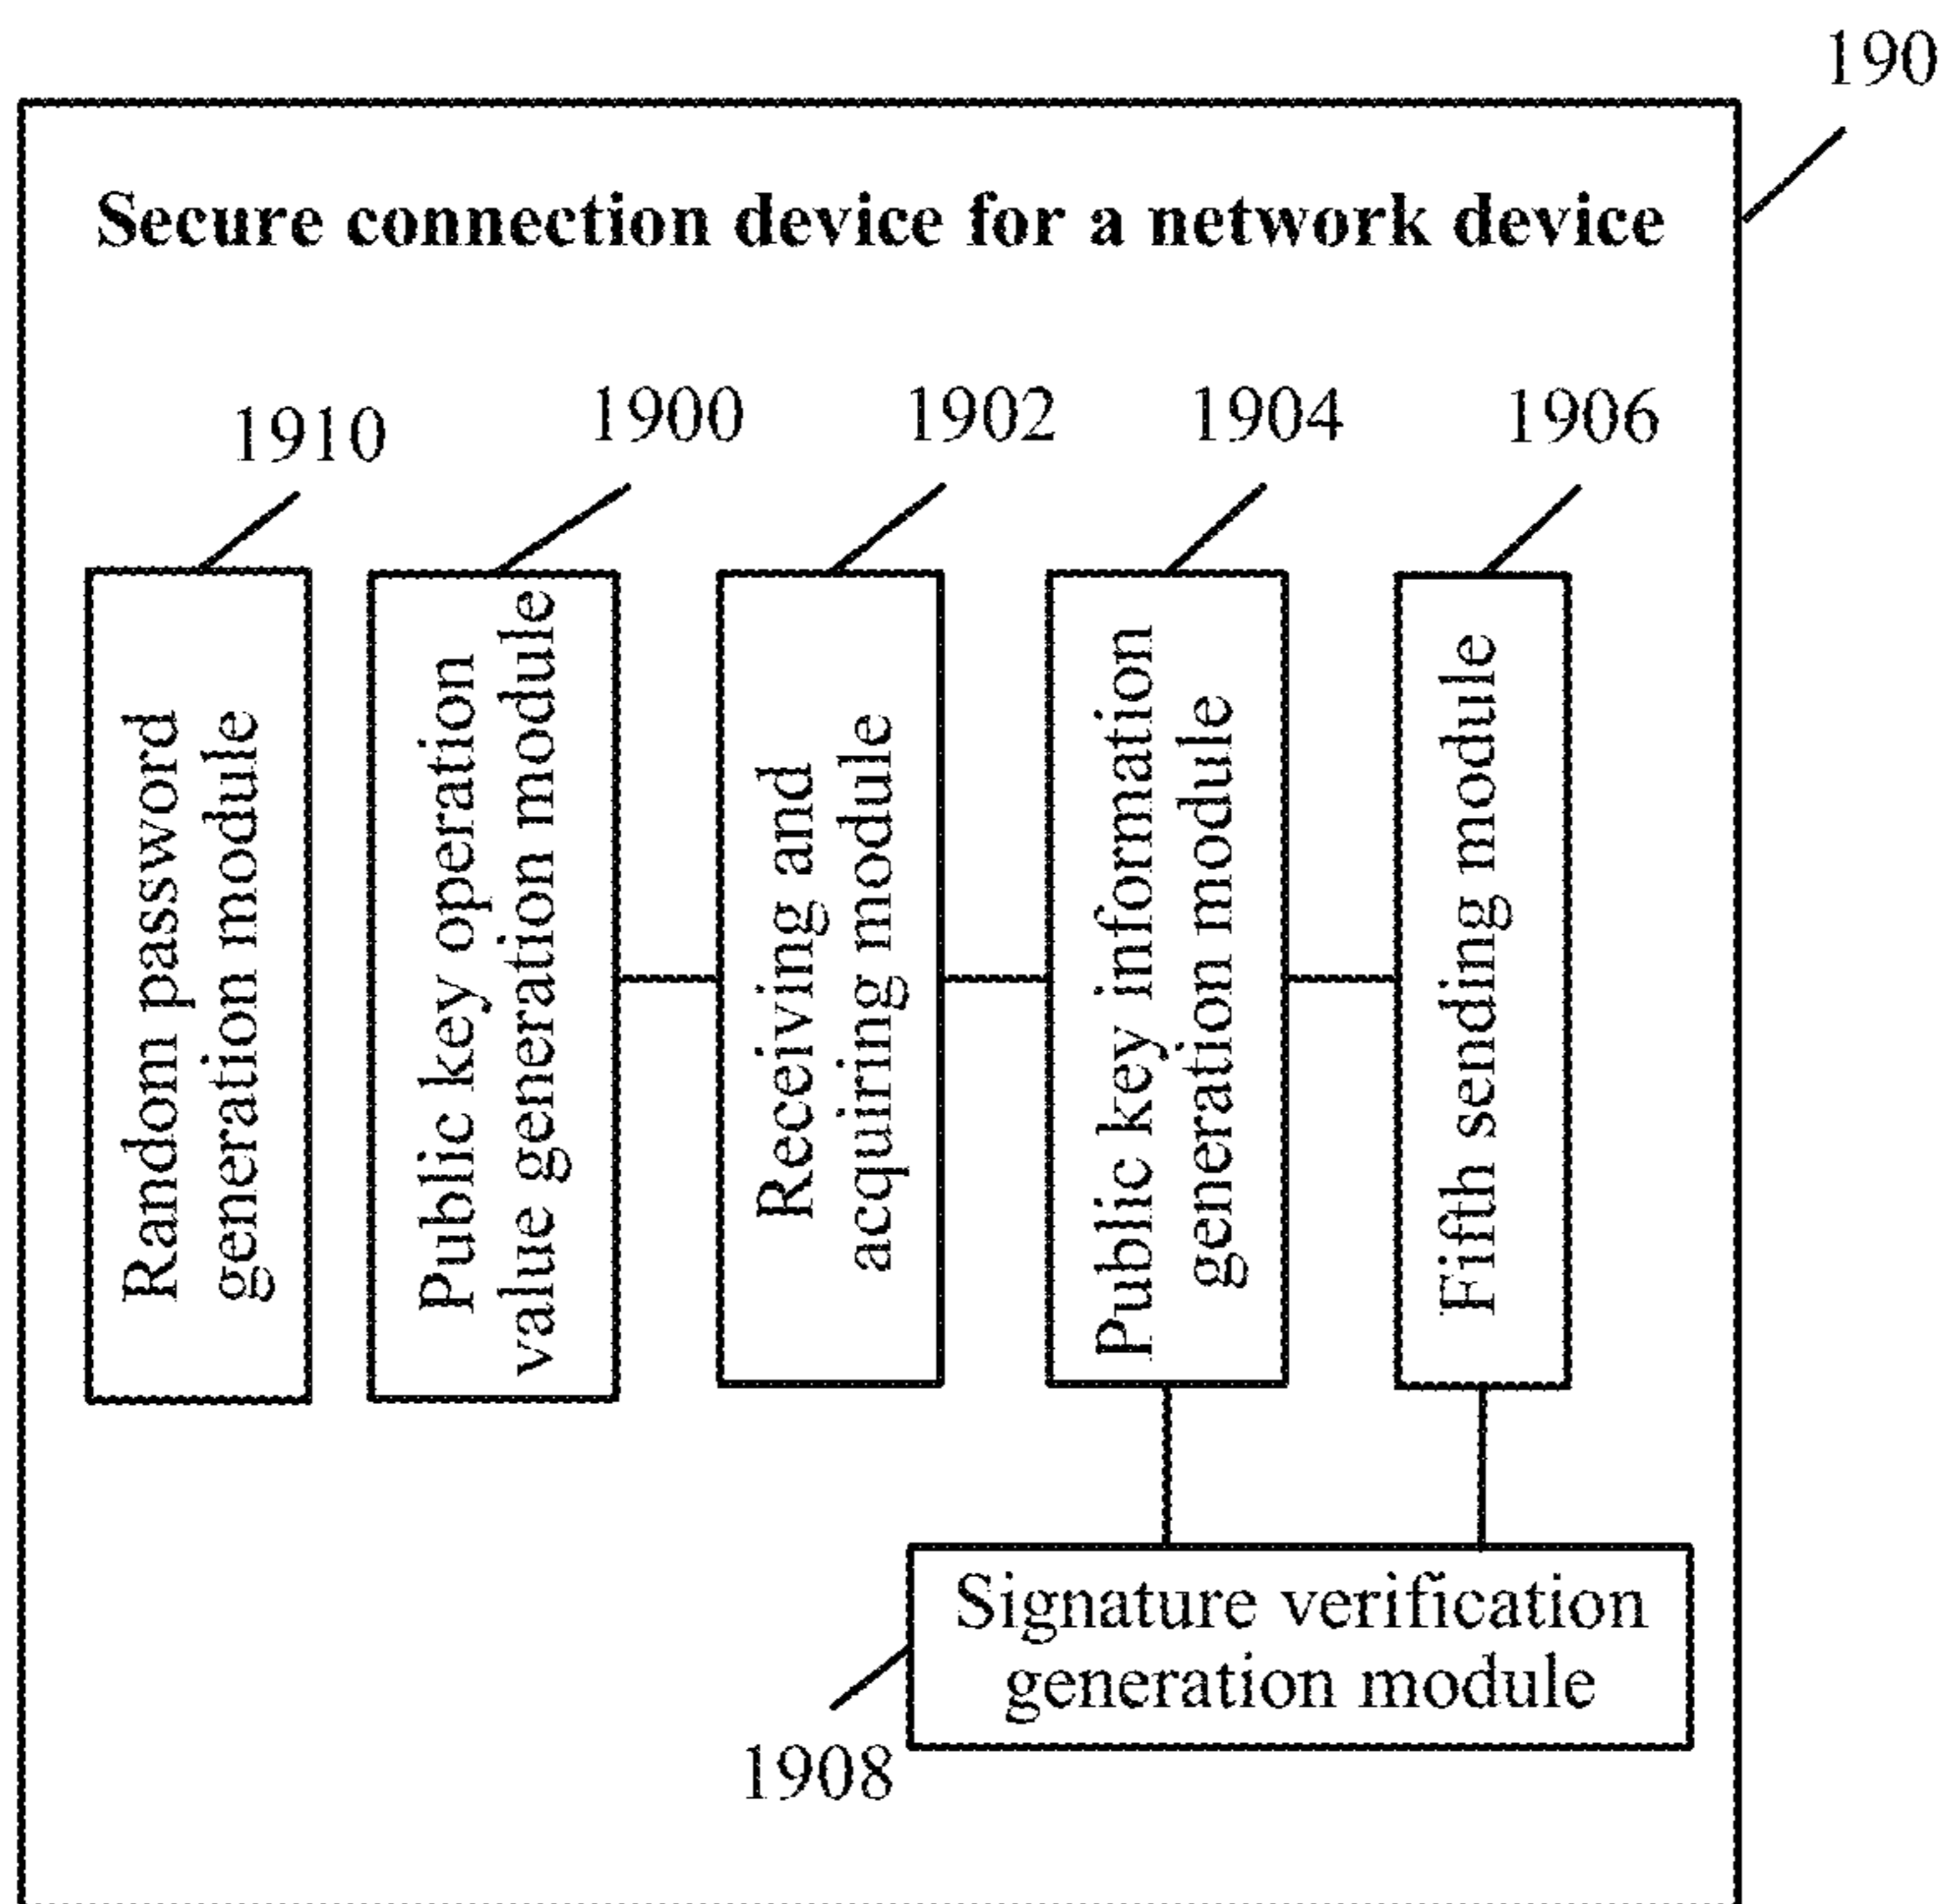 190
Secure connection device for a network device
1910
1900
1902
1904
1906
Random password
generation module
Public key operation
value generation module
Receiving and
acquiring module
Public key information
generation module
Fifth sending module
Signature verification
generation module
1908